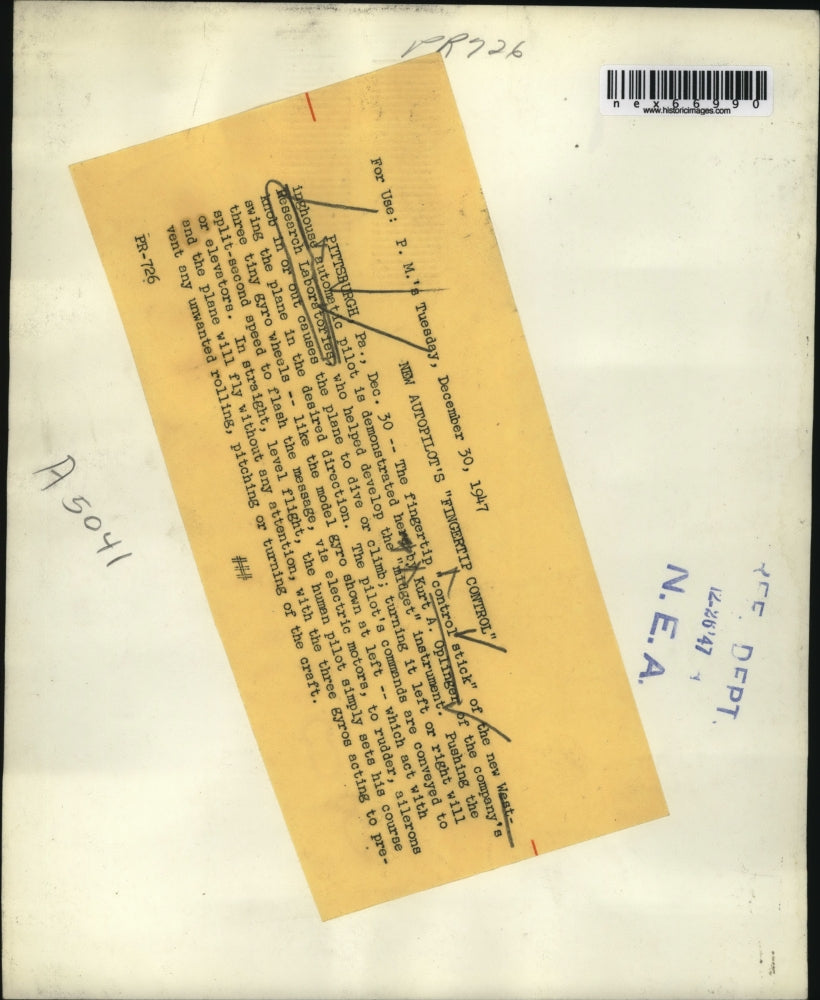 PR726
nex66990
www.historicimages.com
For Use: P. M.'s Tuesday, December 30, 1947
NEW AUTOPILOT'S "FINGERTIP CONTROL"
PITTSBURGH, Pa., Dec. 30 -- The fingertip "control stick" of the new West-
inghouse automatic pilot is demonstrated here by Kurt A. Oplinger of the company's
Research Laboratories, who helped develop the "midget" instrument. Pushing the
knob in or out causes the plane to dive or climb; turning it left or right will
swing the plane in the desired direction. The pilot's commands are conveyed to
three tiny gyro wheels -- like the model gyro shown at left -- which act with
split-second speed to flash the message, via electric motors, to rudder, ailerons
or elevators. In straight, level flight, the human pilot simply sets his course
and the plane will fly without any attention, with the three gyros acting to pre-
vent any unwanted rolling, pitching or turning of the craft.
###
PR-726
A5041
DEPT.
12-26'47
N.E.A.